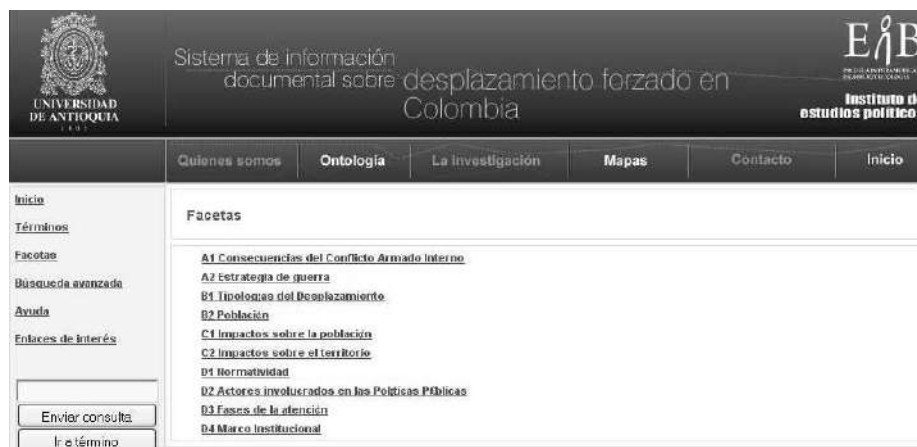 UNIVERSIDAD
DE ANTIOQUIA
1803
Sistema de información
documental sobre desplazamiento forzado en
Colombia
EIB
Instituto d
estudios político
Quienes somos
Ontología
La investigación
Mapas
Contacto
Inicio
Inicio
Términos
Facetas
Búsqueda avanzada
Ayuda
Enlaces de interés
Enviar consulta
Ir a término
Facetas
A1 Consecuencias del Conflicto Armado Interno
A2 Estrategia de guerra
B1 Tipologias del Desplazamiento
B2 Población
C1 Impactos sobre la población
C2 Impactos sobre el territorio
D1 Normatividad
D2 Actores involucrados en las Políticas Públicas
D3 Fases de la atención
D4 Marco Institucional